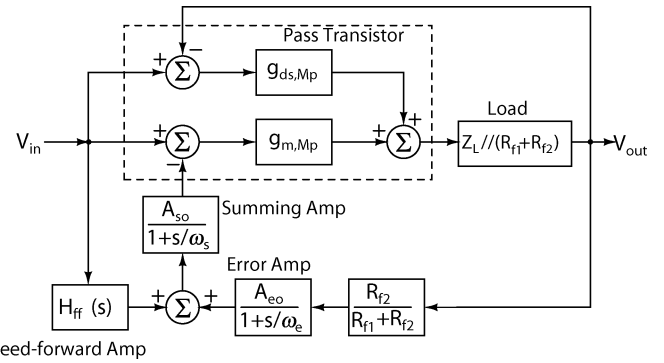 Pass Transistor
+
−
Σ
g_ds,Mp
+
V_in
+
Σ
−
g_m,Mp
+
Σ
Load
Z_L//(R_f1+R_f2)
V_out
A_so
1+s/ω_s
Summing Amp
Error Amp
H_ff (s)
+
Σ
+
A_eo
1+s/ω_e
R_f2
R_f1+R_f2
eed-forward Amp